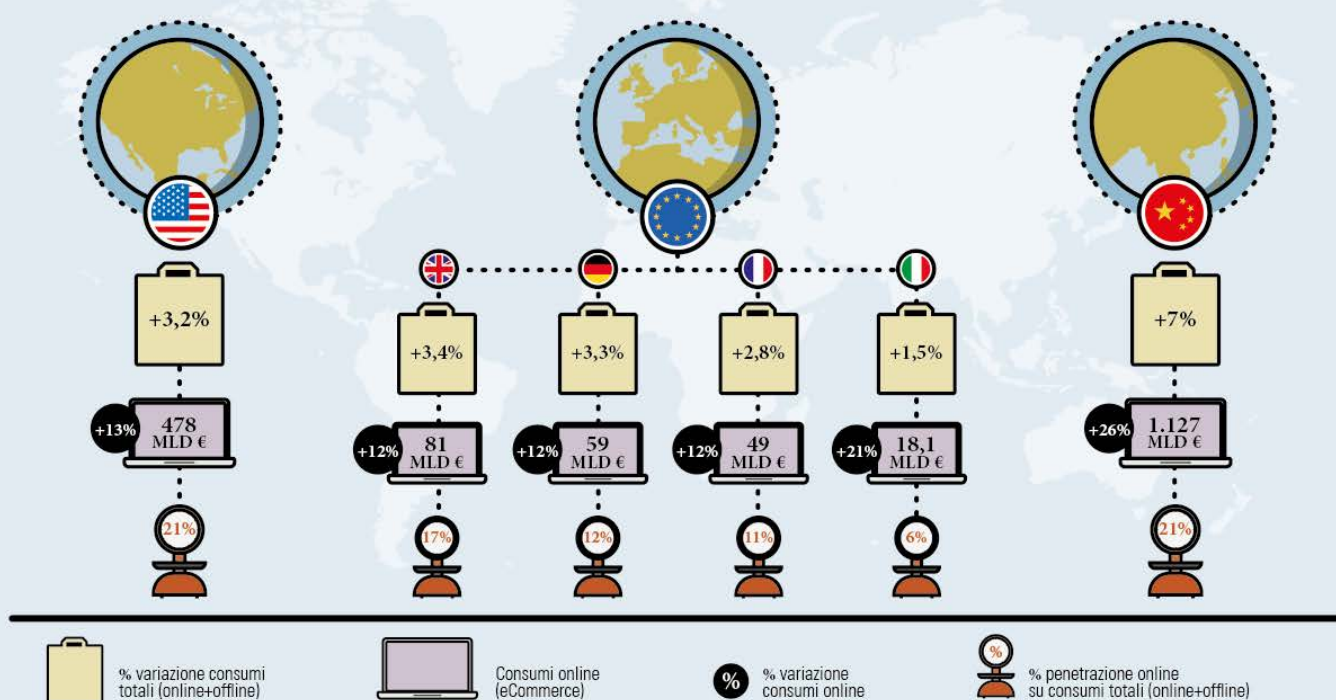 +3,2%
+7%
+3,4%
+3,3%
+2,8%
+1,5%
+13%
478
MLD €
+12%
81
MLD €
+12%
59
MLD €
+12%
49
MLD €
+21%
18,1
MLD €
+26%
1.127
MLD €
21%
17%
12%
11%
6%
21%
% variazione consumi
totali (online+offline)
Consumi online
(eCommerce)
%
% variazione
consumi online
%
% penetrazione online
su consumi totali (online+offline)